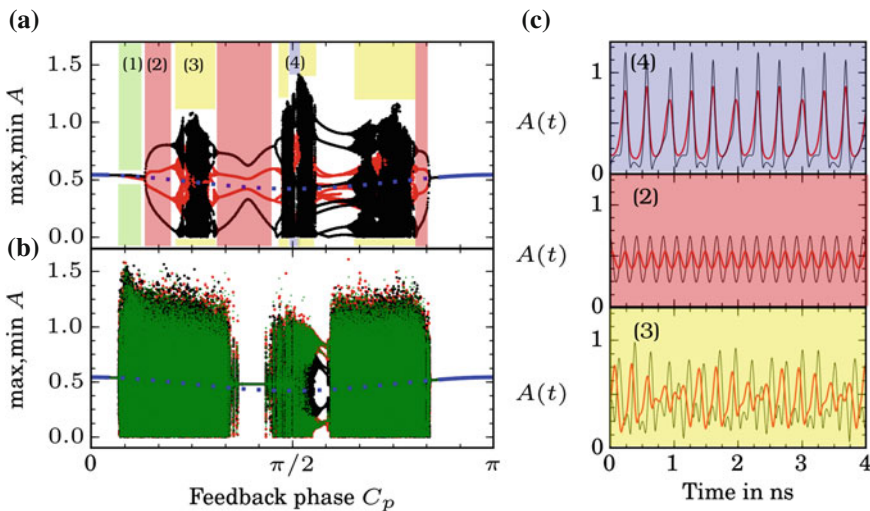 (a)
max,min A
1.5
1.0
0.5
0.0
(1)
(2)
(3)
(4)
(b)
max,min A
1.5
1.0
0.5
0.0
0
π/2
π
Feedback phase C_p
(c)
A(t)
1
0
(4)
A(t)
1
0
(2)
A(t)
1
0
(3)
0
1
2
3
4
Time in ns